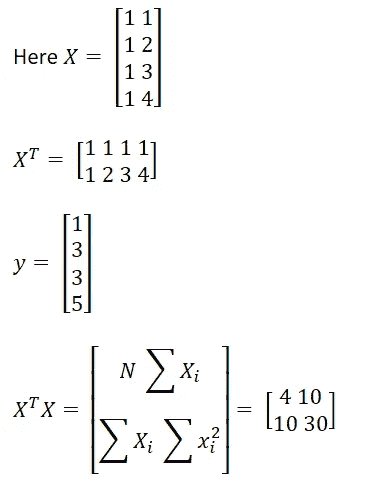 Here X = [1 1
1 2
1 3
1 4]
X^T = [1 1 1 1
1 2 3 4]
y = [1
3
3
5]
X^T X = [N ∑ X_i
∑ X_i ∑ x_i^2] = [4 10
10 30]